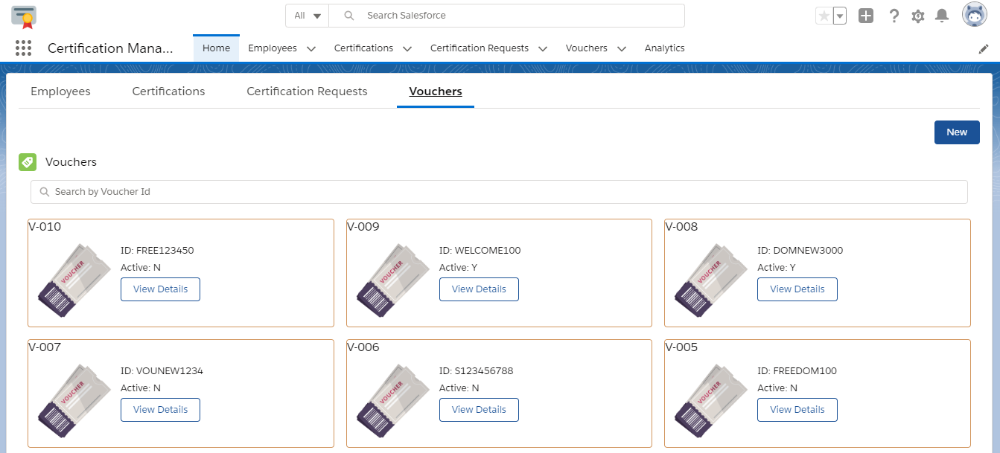 All
Search Salesforce
Certification Mana...
Home
Employees
Certifications
Certification Requests
Vouchers
Analytics
Employees
Certifications
Certification Requests
Vouchers
New
Vouchers
Search by Voucher Id
V-010
VOUCHER
ID: FREE123450
Active: N
View Details
V-009
VOUCHER
ID: WELCOME100
Active: Y
View Details
V-008
VOUCHER
ID: DOMNEW3000
Active: Y
View Details
V-007
VOUCHER
ID: VOUNEW1234
Active: N
View Details
V-006
VOUCHER
ID: S123456788
Active: N
View Details
V-005
VOUCHER
ID: FREEDOM100
Active: N
View Details